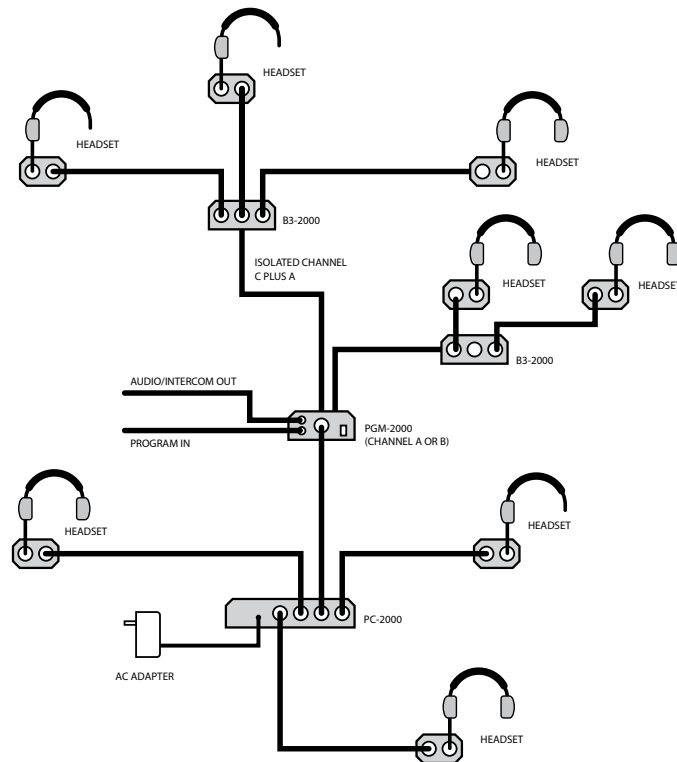 HEADSET
HEADSET
HEADSET
B3-2000
ISOLATED CHANNEL
C PLUS A
HEADSET
HEADSET
B3-2000
AUDIO/INTERCOM OUT
PROGRAM IN
PGM-2000
(CHANNEL A OR B)
HEADSET
HEADSET
PC-2000
AC ADAPTER
HEADSET